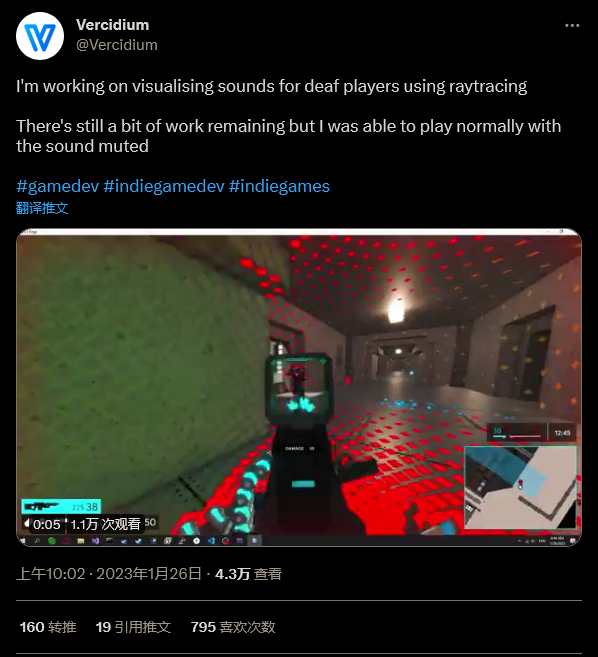 Vercidium
@Vercidium
I'm working on visualising sounds for deaf players using raytracing
There's still a bit of work remaining but I was able to play normally with
the sound muted
#gamedev #indiegamedev #indiegames
翻译推文
30
12:45
DAMAGE
225 38
0:05 1.1万 次观看
50
上午10:02 · 2023年1月26日 · 4.3万 查看
160 转推 19 引用推文 795 喜欢次数